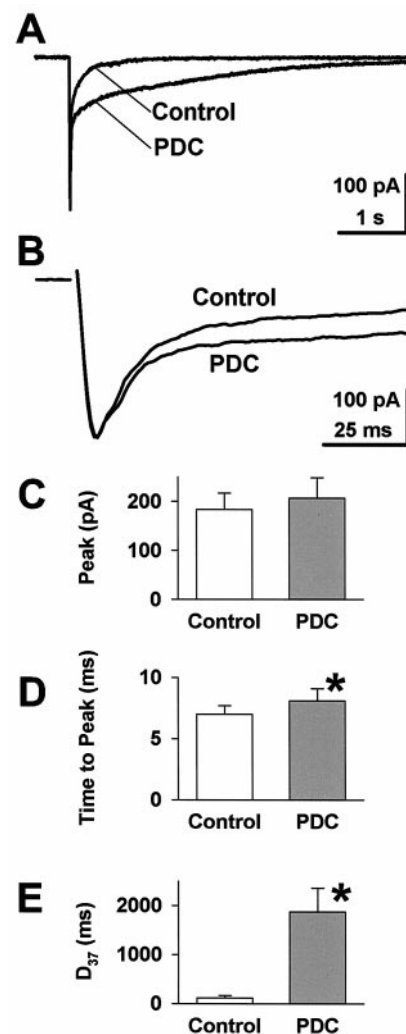 A
Control
PDC
100 pA
1 s
B
Control
PDC
100 pA
25 ms
C
Peak (pA)
200
100
0
Control PDC
D
Time to Peak (ms)
10
5
0
*
Control PDC
E
D37 (ms)
2000
1000
0
*
Control PDC